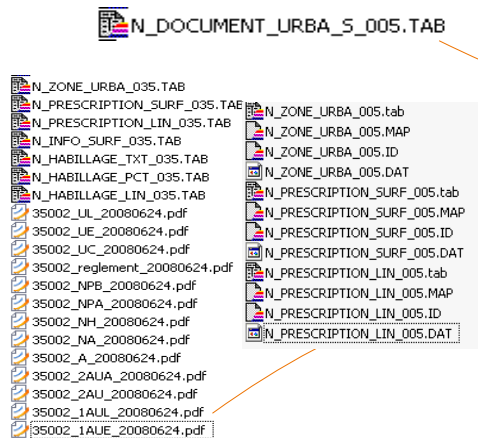 N_DOCUMENT_URBA_S_005.TAB
N_ZONE_URBA_035.TAB
N_PRESCRIPTION_SURF_035.TAB
N_PRESCRIPTION_LIN_035.TAB
N_INFO_SURF_035.TAB
N_HABILLAGE_TXT_035.TAB
N_HABILLAGE_PCT_035.TAB
N_HABILLAGE_LIN_035.TAB
35002_UL_20080624.pdf
35002_UE_20080624.pdf
35002_UC_20080624.pdf
35002_reglement_20080624.pdf
35002_NPB_20080624.pdf
35002_NPA_20080624.pdf
35002_NH_20080624.pdf
35002_NA_20080624.pdf
35002_A_20080624.pdf
35002_2AUA_20080624.pdf
35002_2AU_20080624.pdf
35002_1AUL_20080624.pdf
35002_1AUE_20080624.pdf
N_ZONE_URBA_005.tab
N_ZONE_URBA_005.MAP
N_ZONE_URBA_005.ID
N_ZONE_URBA_005.DAT
N_PRESCRIPTION_SURF_005.tab
N_PRESCRIPTION_SURF_005.MAP
N_PRESCRIPTION_SURF_005.ID
N_PRESCRIPTION_SURF_005.DAT
N_PRESCRIPTION_LIN_005.tab
N_PRESCRIPTION_LIN_005.MAP
N_PRESCRIPTION_LIN_005.ID
N_PRESCRIPTION_LIN_005.DAT